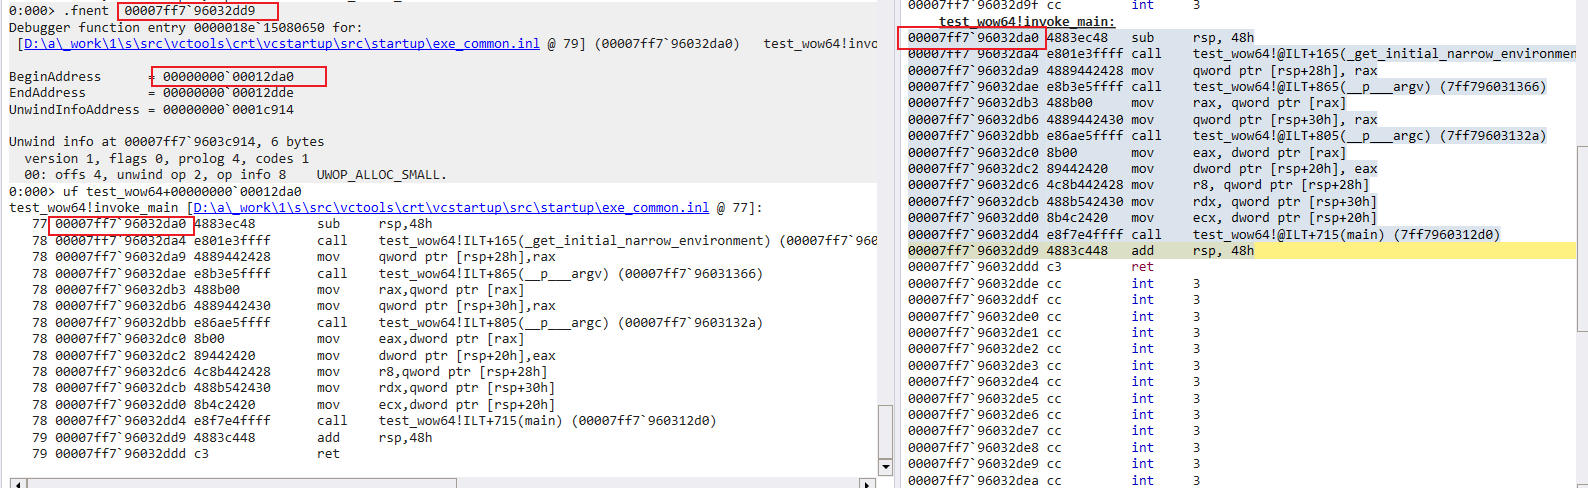 0:000> .fnent  00007ff7`96032dd9
Debugger function entry 0000018e`15080650 for:
[D:\a\_work\1\s\src\vctools\crt\vcstartup\src\startup\exe_common.inl @ 79] (00007ff7`96032da0)   test_wow64!invo
BeginAddress      = 00000000`00012da0
EndAddress        = 00000000`00012dde
UnwindInfoAddress = 00000000`0001c914
Unwind info at 00007ff7`9603c914, 6 bytes
version 1, flags 0, prolog 4, codes 1
00: offs 4, unwind op 2, op info 8    UWOP_ALLOC_SMALL.
0:000> uf test_wow64+00000000`00012da0
test_wow64!invoke_main [D:\a\_work\1\s\src\vctools\crt\vcstartup\src\startup\exe_common.inl @ 77]:
77 00007ff7`96032da0 4883ec48        sub     rsp,48h
78 00007ff7`96032da4 e801e3ffff      call    test_wow64!ILT+165(_get_initial_narrow_environment) (00007ff7`960
78 00007ff7`96032da9 4889442428      mov     qword ptr [rsp+28h],rax
78 00007ff7`96032dae e8b3e5ffff      call    test_wow64!ILT+865(__p___argv) (00007ff7`96031366)
78 00007ff7`96032db3 488b00          mov     rax,qword ptr [rax]
78 00007ff7`96032db6 4889442430      mov     qword ptr [rsp+30h],rax
78 00007ff7`96032dbb e86ae5ffff      call    test_wow64!ILT+805(__p___argc) (00007ff7`9603132a)
78 00007ff7`96032dc0 8b00            mov     eax,dword ptr [rax]
78 00007ff7`96032dc2 89442420        mov     dword ptr [rsp+20h],eax
78 00007ff7`96032dc6 4c8b442428      mov     r8,qword ptr [rsp+28h]
78 00007ff7`96032dcb 488b542430      mov     rdx,qword ptr [rsp+30h]
78 00007ff7`96032dd0 8b4c2420        mov     ecx,dword ptr [rsp+20h]
78 00007ff7`96032dd4 e8f7e4ffff      call    test_wow64!ILT+715(main) (00007ff7`960312d0)
79 00007ff7`96032dd9 4883c448        add     rsp,48h
79 00007ff7`96032ddd c3              ret
00007ff7`96032d9f cc         int     3
test_wow64!invoke_main:
00007ff7`96032da0 4883ec48   sub     rsp, 48h
00007ff7`96032da4 e801e3ffff call    test_wow64!@ILT+165(_get_initial_narrow_environmen
00007ff7`96032da9 4889442428 mov     qword ptr [rsp+28h], rax
00007ff7`96032dae e8b3e5ffff call    test_wow64!@ILT+865(__p___argv) (7ff796031366)
00007ff7`96032db3 488b00     mov     rax, qword ptr [rax]
00007ff7`96032db6 4889442430 mov     qword ptr [rsp+30h], rax
00007ff7`96032dbb e86ae5ffff call    test_wow64!@ILT+805(__p___argc) (7ff79603132a)
00007ff7`96032dc0 8b00       mov     eax, dword ptr [rax]
00007ff7`96032dc2 89442420   mov     dword ptr [rsp+20h], eax
00007ff7`96032dc6 4c8b442428 mov     r8, qword ptr [rsp+28h]
00007ff7`96032dcb 488b542430 mov     rdx, qword ptr [rsp+30h]
00007ff7`96032dd0 8b4c2420   mov     ecx, dword ptr [rsp+20h]
00007ff7`96032dd4 e8f7e4ffff call    test_wow64!@ILT+715(main) (7ff7960312d0)
00007ff7`96032dd9 4883c448   add     rsp, 48h
00007ff7`96032ddd c3         ret
00007ff7`96032dde cc         int     3
00007ff7`96032ddf cc         int     3
00007ff7`96032de0 cc         int     3
00007ff7`96032de1 cc         int     3
00007ff7`96032de2 cc         int     3
00007ff7`96032de3 cc         int     3
00007ff7`96032de4 cc         int     3
00007ff7`96032de5 cc         int     3
00007ff7`96032de6 cc         int     3
00007ff7`96032de7 cc         int     3
00007ff7`96032de8 cc         int     3
00007ff7`96032de9 cc         int     3
00007ff7`96032dea cc         int     3